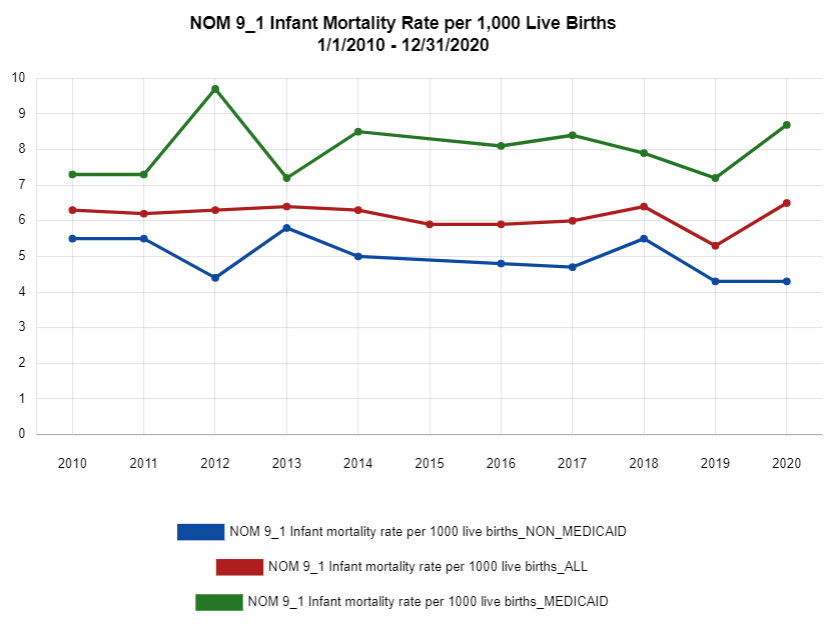 NOM 9_1 Infant Mortality Rate per 1,000 Live Births
1/1/2010 - 12/31/2020
10
9
8
7
6
5
4
3
2
1
0
2010 2011 2012 2013 2014 2015 2016 2017 2018 2019 2020
NOM 9_1 Infant mortality rate per 1000 live births_NON_MEDICAID
NOM 9_1 Infant mortality rate per 1000 live births_ALL
NOM 9_1 Infant mortality rate per 1000 live births_MEDICAID